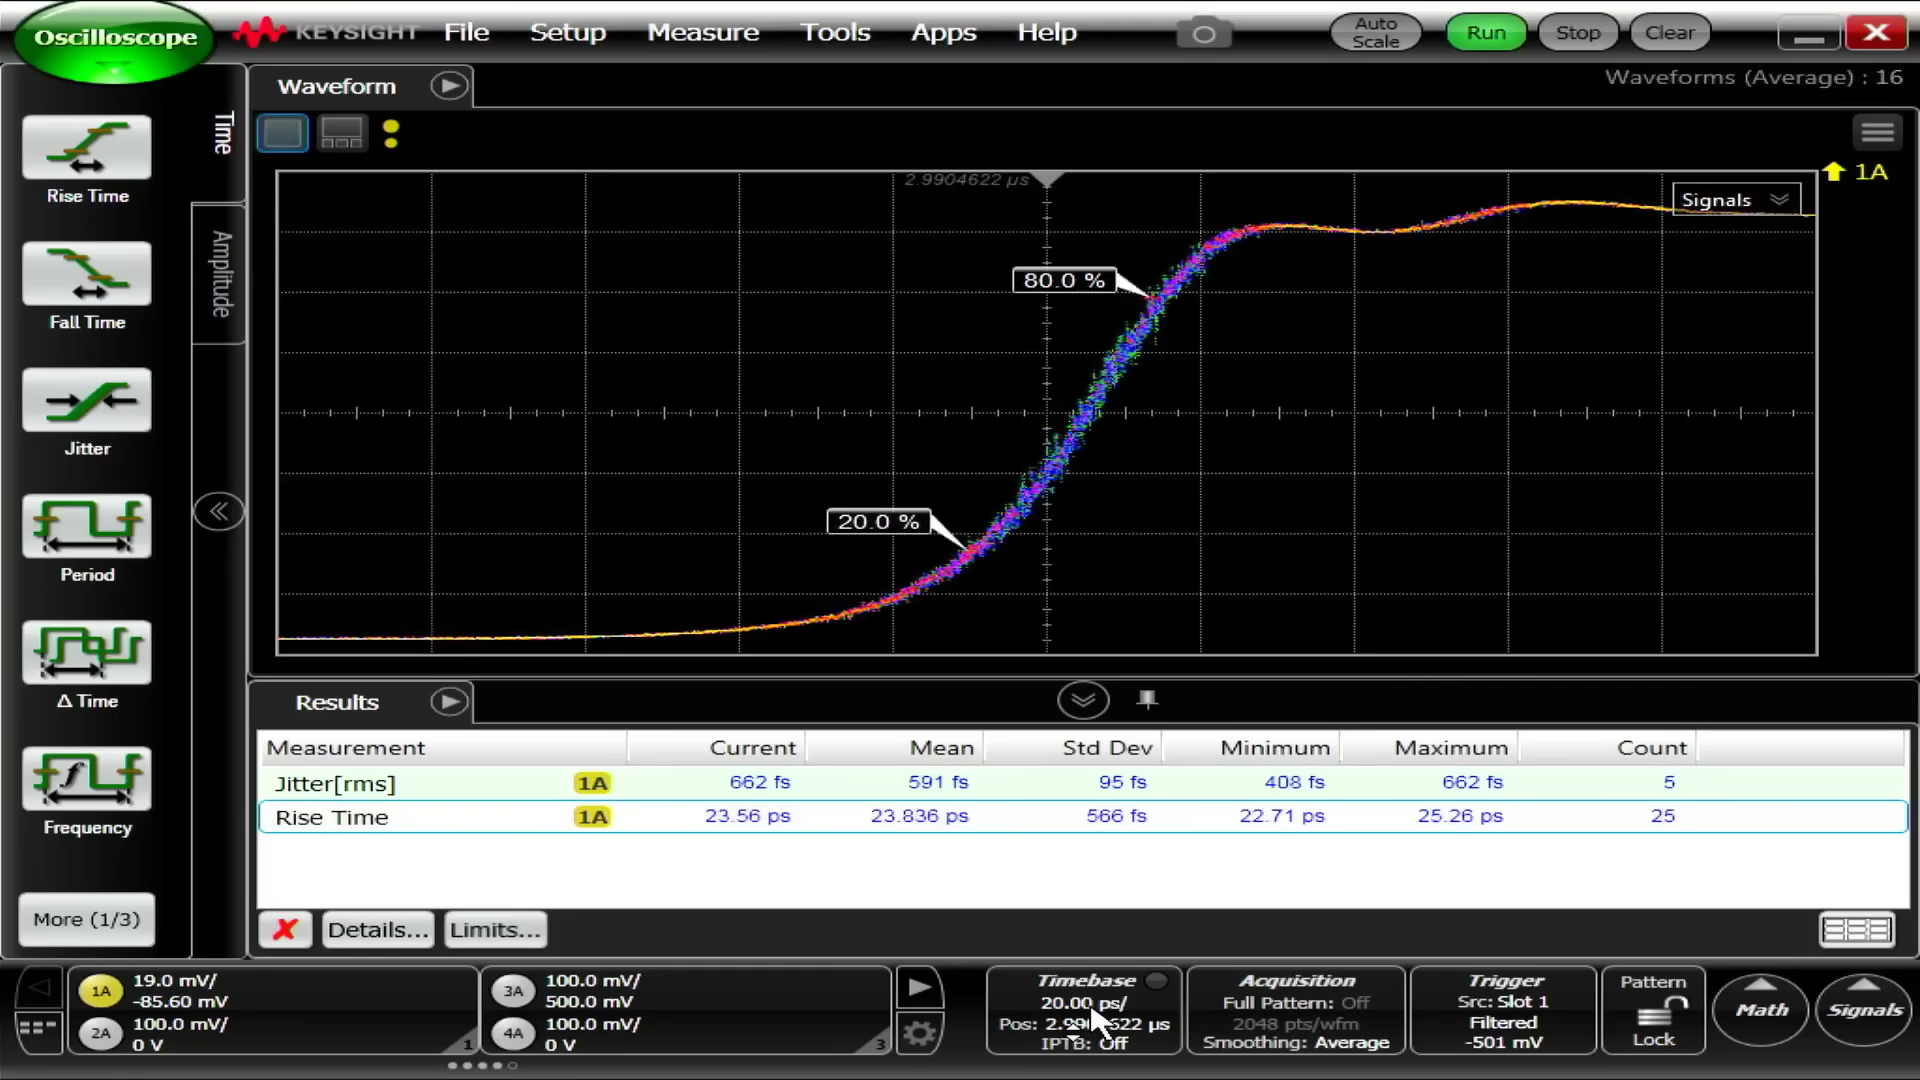 Oscilloscope
KEYSIGHT
File Setup Measure Tools Apps Help
Auto Scale
Run
Stop
Clear
Waveforms (Average) : 16
Waveform
Time
Amplitude
Rise Time
Fall Time
Jitter
Period
Δ Time
Frequency
More (1/3)
2.9904622 µs
Signals
1A
80.0 %
20.0 %
Results
Measurement Current Mean Std Dev Minimum Maximum Count
Jitter[rms] 1A 662 fs 591 fs 95 fs 408 fs 662 fs 5
Rise Time 1A 23.56 ps 23.836 ps 566 fs 22.71 ps 25.26 ps 25
Details...
Limits...
1A 19.0 mV/
-85.60 mV
2A 100.0 mV/
0 V
1
3A 100.0 mV/
500.0 mV
4A 100.0 mV/
0 V
3
Timebase
20.00 ps/
Pos: µs
IPTB: Off
Acquisition
Full Pattern: Off
2048 pts/wfm
Smoothing: Average
Trigger
Src: Slot 1
Filtered
-501 mV
Pattern
Lock
Math
Signals